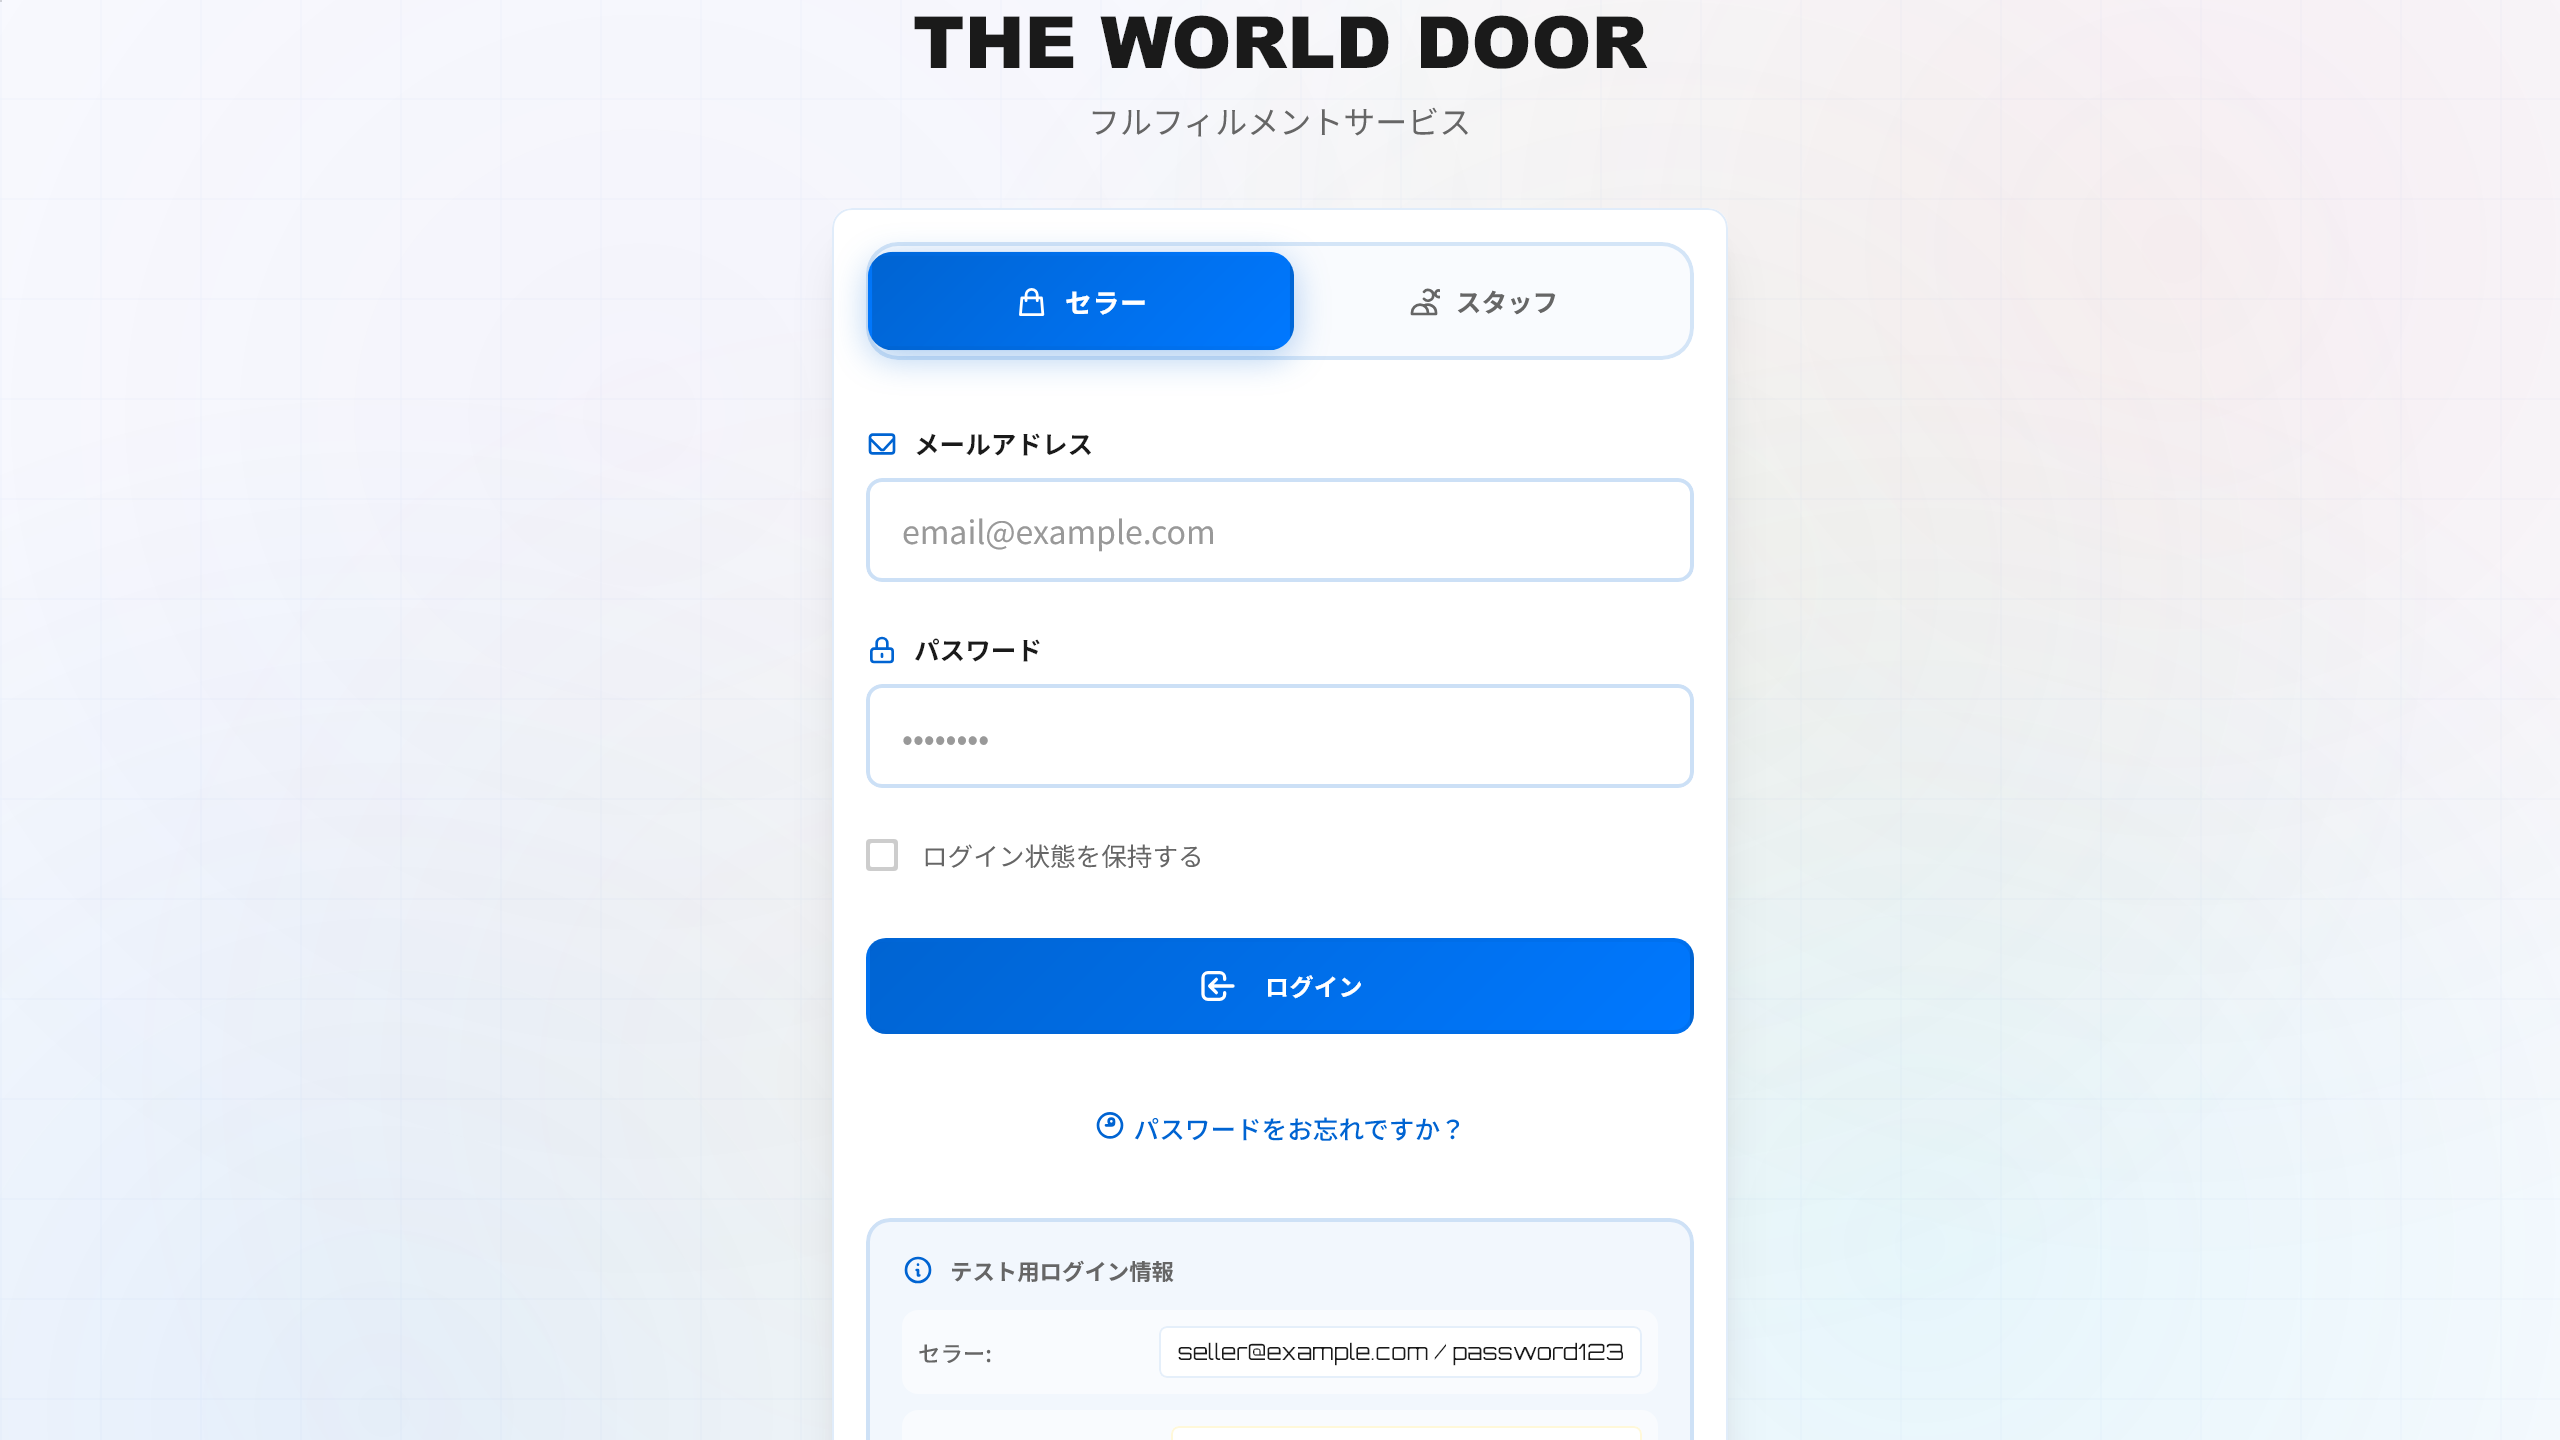 THE WORLD DOOR
フルフィルメントサービス
セラー
スタッフ
メールアドレス
email@example.com
パスワード
••••••••
ログイン状態を保持する
ログイン
パスワードをお忘れですか？
テスト用ログイン情報
セラー:
seller@example.com / password123